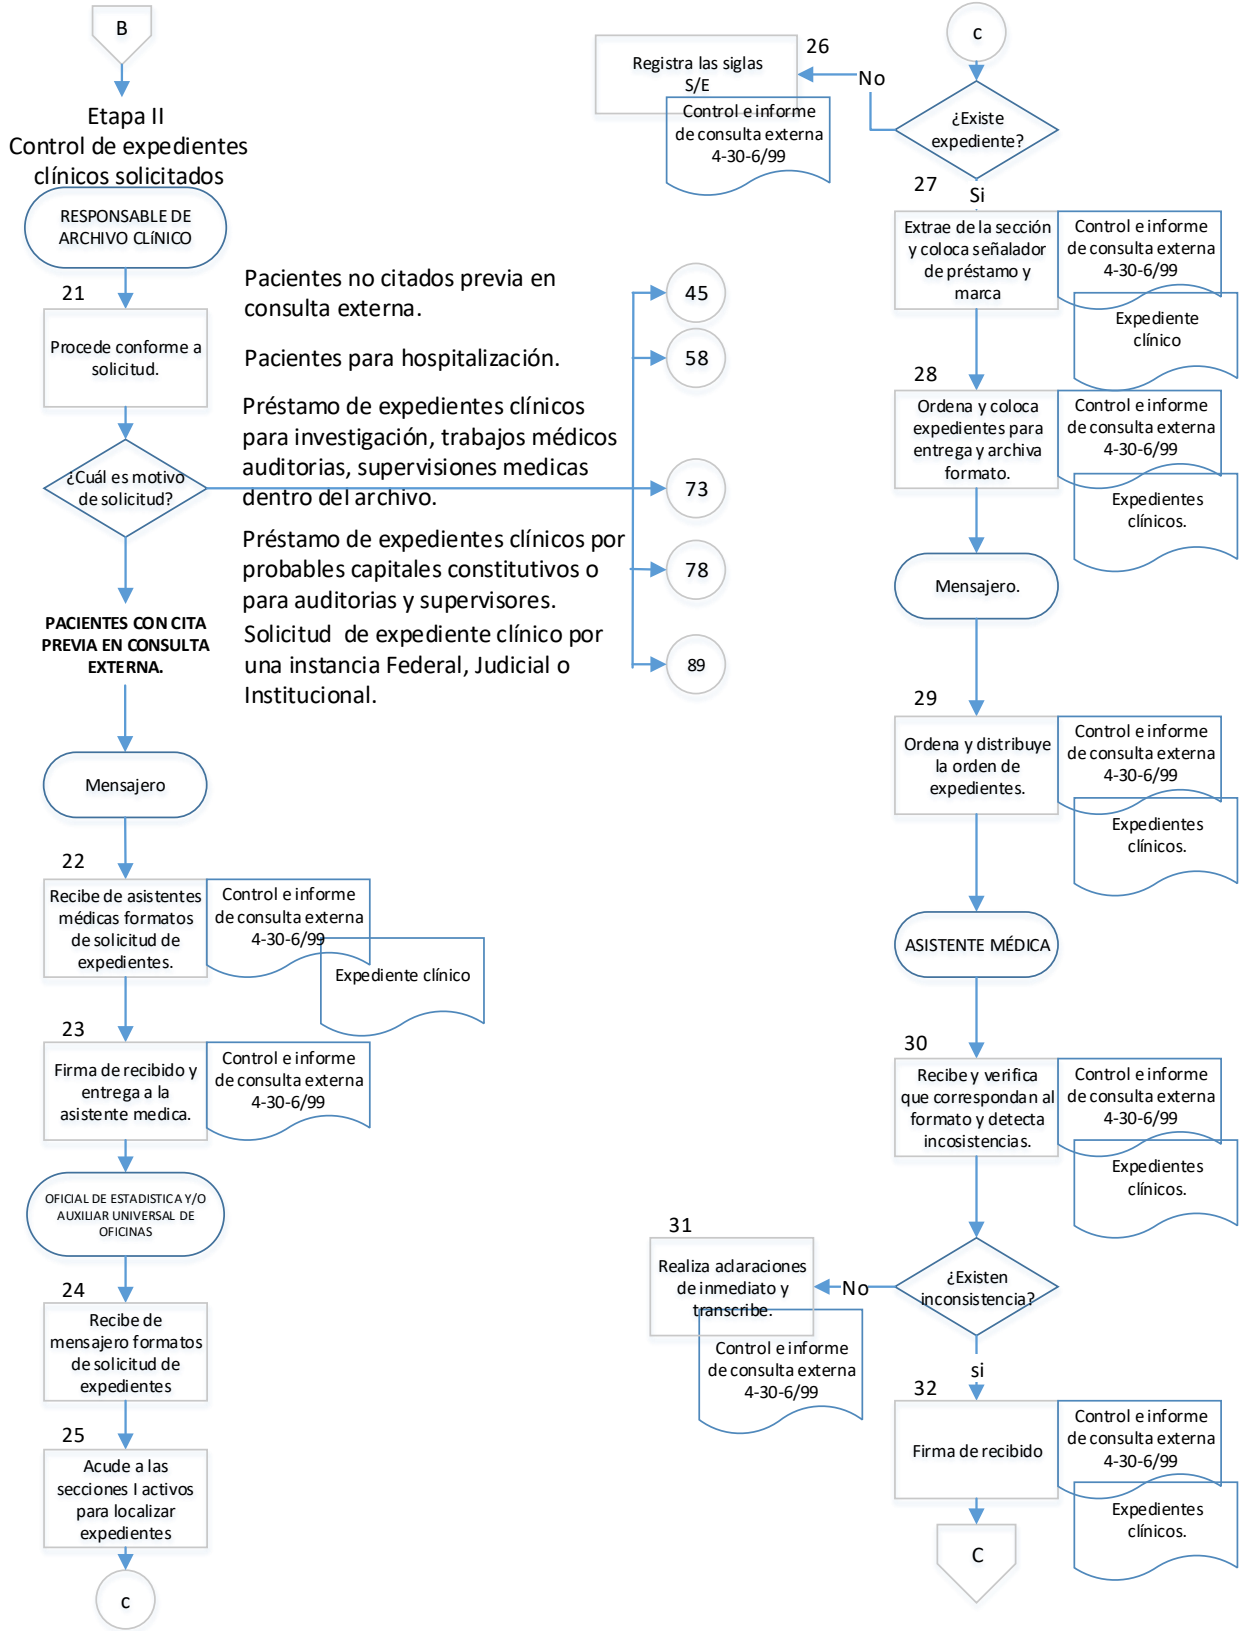 B
Etapa II
Control de expedientes
clínicos solicitados
RESPONSABLE DE
ARCHIVO CLíNICO
21
Procede conforme a
solicitud.
¿Cuál es motivo
de solicitud?
PACIENTES CON CITA
PREVIA EN CONSULTA
EXTERNA.
Pacientes no citados previa en
consulta externa.
45
Pacientes para hospitalización.
58
Préstamo de expedientes clínicos
para investigación, trabajos médicos
auditorias, supervisiones medicas
dentro del archivo.
73
Préstamo de expedientes clínicos por
probables capitales constitutivos o
para auditorias y supervisores.
78
Solicitud de expediente clínico por
una instancia Federal, Judicial o
Institucional.
89
Mensajero
22
Recibe de asistentes
médicas formatos
de solicitud de
expedientes.
Control e informe
de consulta externa
4-30-6/99
Expediente clínico
23
Firma de recibido y
entrega a la
asistente medica.
Control e informe
de consulta externa
4-30-6/99
OFICIAL DE ESTADISTICA Y/O
AUXILIAR UNIVERSAL DE
OFICINAS
24
Recibe de
mensajero formatos
de solicitud de
expedientes
25
Acude a las
secciones I activos
para localizar
expedientes
c
c
¿Existe
expediente?
No
26
Registra las siglas
S/E
Control e informe
de consulta externa
4-30-6/99
Si
27
Extrae de la sección
y coloca señalador
de préstamo y
marca
Control e informe
de consulta externa
4-30-6/99
Expediente
clínico
28
Ordena y coloca
expedientes para
entrega y archiva
formato.
Control e informe
de consulta externa
4-30-6/99
Expedientes
clínicos.
Mensajero.
29
Ordena y distribuye
la orden de
expedientes.
Control e informe
de consulta externa
4-30-6/99
Expedientes
clínicos.
ASISTENTE MÉDICA
30
Recibe y verifica
que correspondan al
formato y detecta
incosistencias.
Control e informe
de consulta externa
4-30-6/99
Expedientes
clínicos.
¿Existen
inconsistencia?
No
31
Realiza aclaraciones
de inmediato y
transcribe.
Control e informe
de consulta externa
4-30-6/99
si
32
Firma de recibido
Control e informe
de consulta externa
4-30-6/99
Expedientes
clínicos.
C